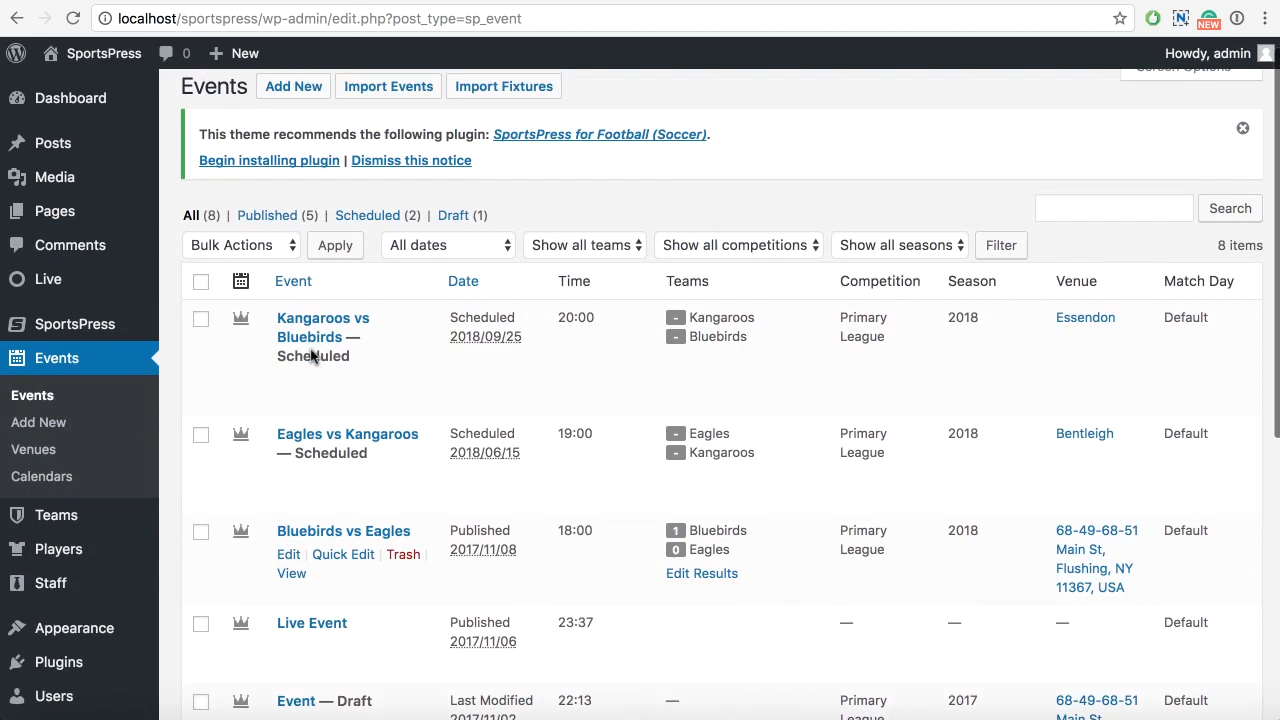 localhost/sportspress/wp-admin/edit.php?post_type=sp_event
NEW
SportsPress 0 New Howdy, admin
Dashboard
Posts
Media
Pages
Comments
Live
SportsPress
Events
Events
Add New
Venues
Calendars
Teams
Players
Staff
Appearance
Plugins
Users
Events Add New Import Events Import Fixtures Screen Options
This theme recommends the following plugin: SportsPress for Football (Soccer).
Begin installing plugin | Dismiss this notice
All (8) | Published (5) | Scheduled (2) | Draft (1) Search
Bulk Actions Apply All dates Show all teams Show all competitions Show all seasons Filter 8 items
Event Date Time Teams Competition Season Venue Match Day
Kangaroos vs Scheduled 20:00 - Kangaroos Primary 2018 Essendon Default
Bluebirds — 2018/09/25 - Bluebirds League
Scheduled
Eagles vs Kangaroos Scheduled 19:00 - Eagles Primary 2018 Bentleigh Default
— Scheduled 2018/06/15 - Kangaroos League
Bluebirds vs Eagles Published 18:00 1 Bluebirds Primary 2018 68-49-68-51 Default
Edit | Quick Edit | Trash | 2017/11/08 0 Eagles League Main St,
View Edit Results Flushing, NY
11367, USA
Live Event Published 23:37 — — — Default
2017/11/06
Event — Draft Last Modified 22:13 — Primary 2017 68-49-68-51 Default
2017/11/02 League Main St,